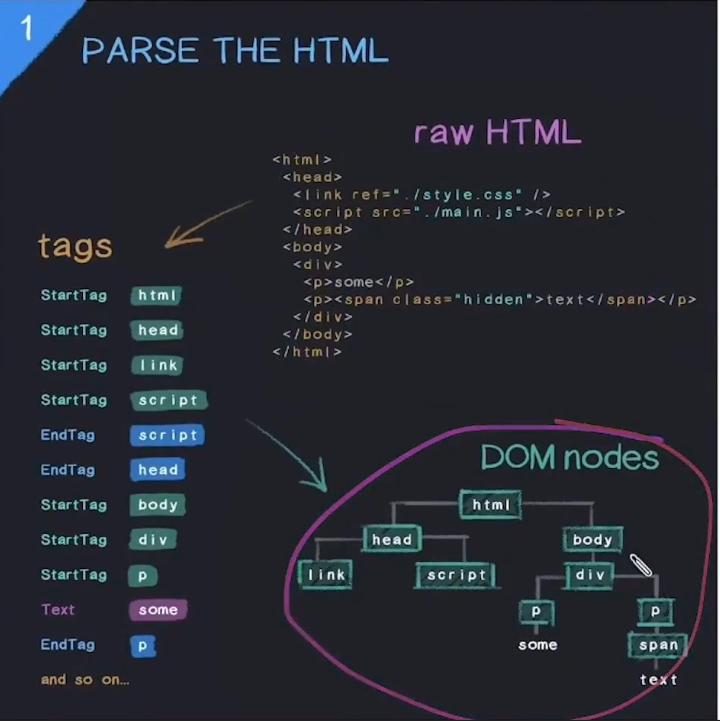 1
PARSE THE HTML
raw HTML
<html>
<head>
<link ref="./style.css" />
<script src="./main.js"></script>
</head>
<body>
<div>
<p>some</p>
<p><span class="hidden">text</span></p>
</div>
</body>
</html>
tags
StartTag html
StartTag head
StartTag link
StartTag script
EndTag script
EndTag head
StartTag body
StartTag div
StartTag p
Text some
EndTag p
and so on...
DOM nodes
html
head body
link script div
p p
some span
text